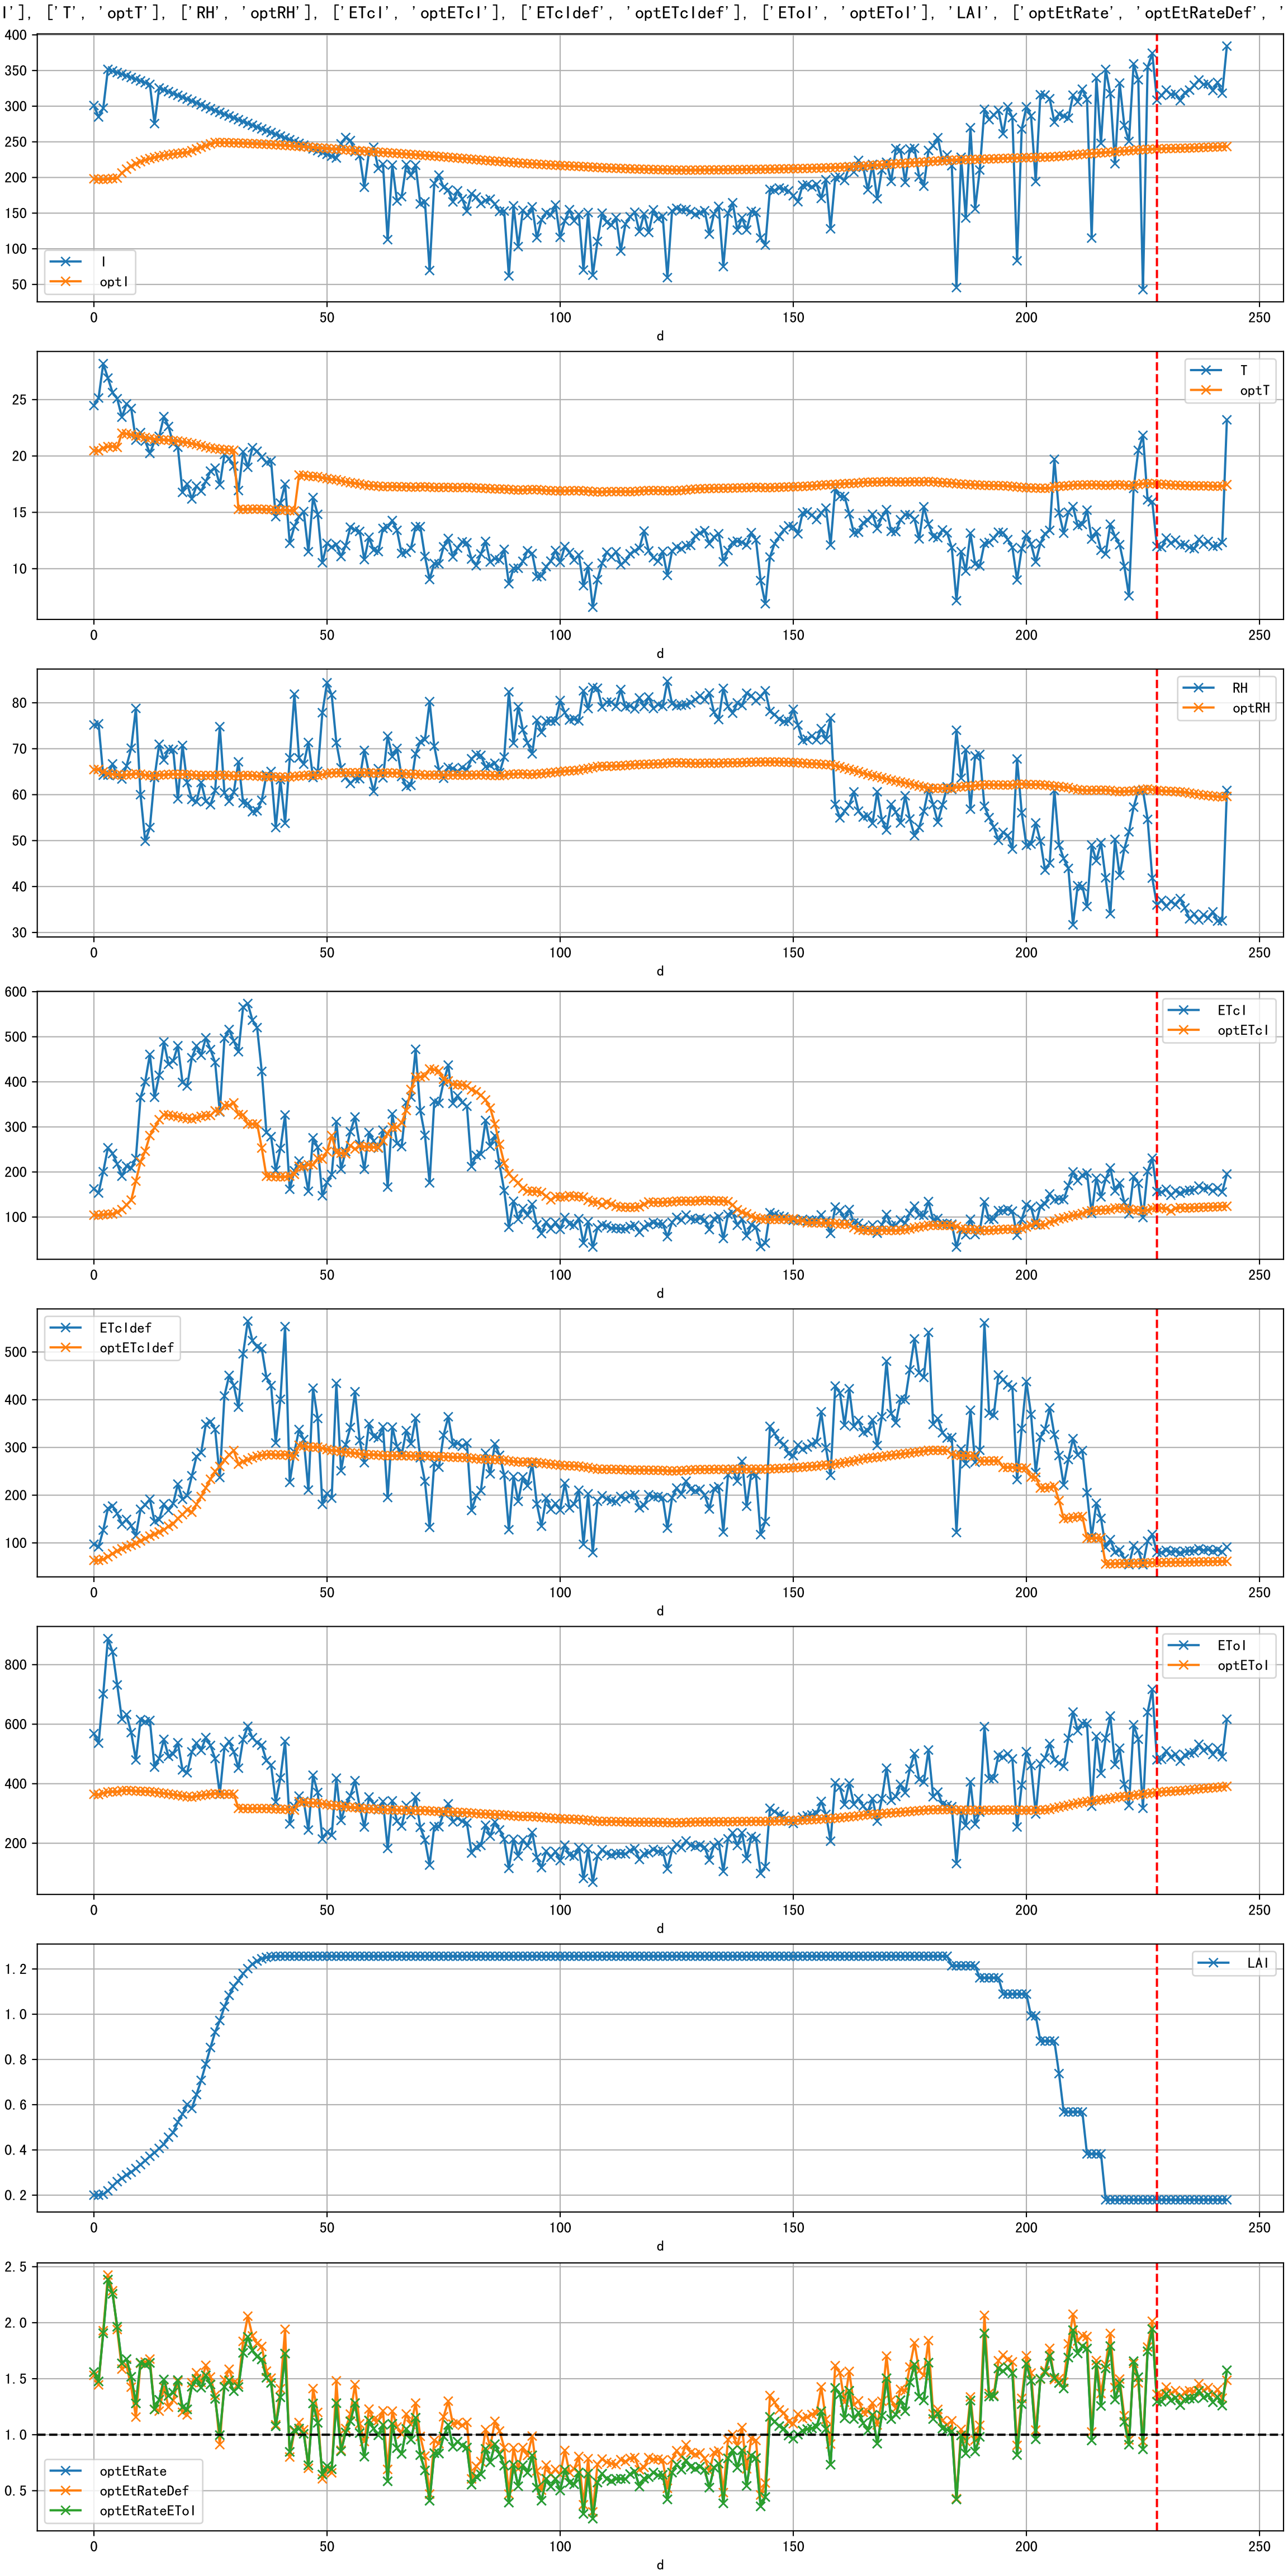 I'], ['T', 'optT'], ['RH', 'optRH'], ['ETcI', 'optETcI'], ['ETcIdef', 'optETcIdef'], ['EToI', 'optEToI'], 'LAI', ['optEtRate', 'optEtRateDef', '
400
350
300
250
200
150
100
50
I
optI
0 50 100 150 200 250
d
25
20
15
10
T
optT
0 50 100 150 200 250
d
80
70
60
50
40
30
RH
optRH
0 50 100 150 200 250
d
600
500
400
300
200
100
ETcI
optETcI
0 50 100 150 200 250
d
500
400
300
200
100
ETcIdef
optETcIdef
0 50 100 150 200 250
d
800
600
400
200
EToI
optEToI
0 50 100 150 200 250
d
1.2
1.0
0.8
0.6
0.4
0.2
LAI
0 50 100 150 200 250
d
2.5
2.0
1.5
1.0
0.5
optEtRate
optEtRateDef
optEtRateEToI
0 50 100 150 200 250
d